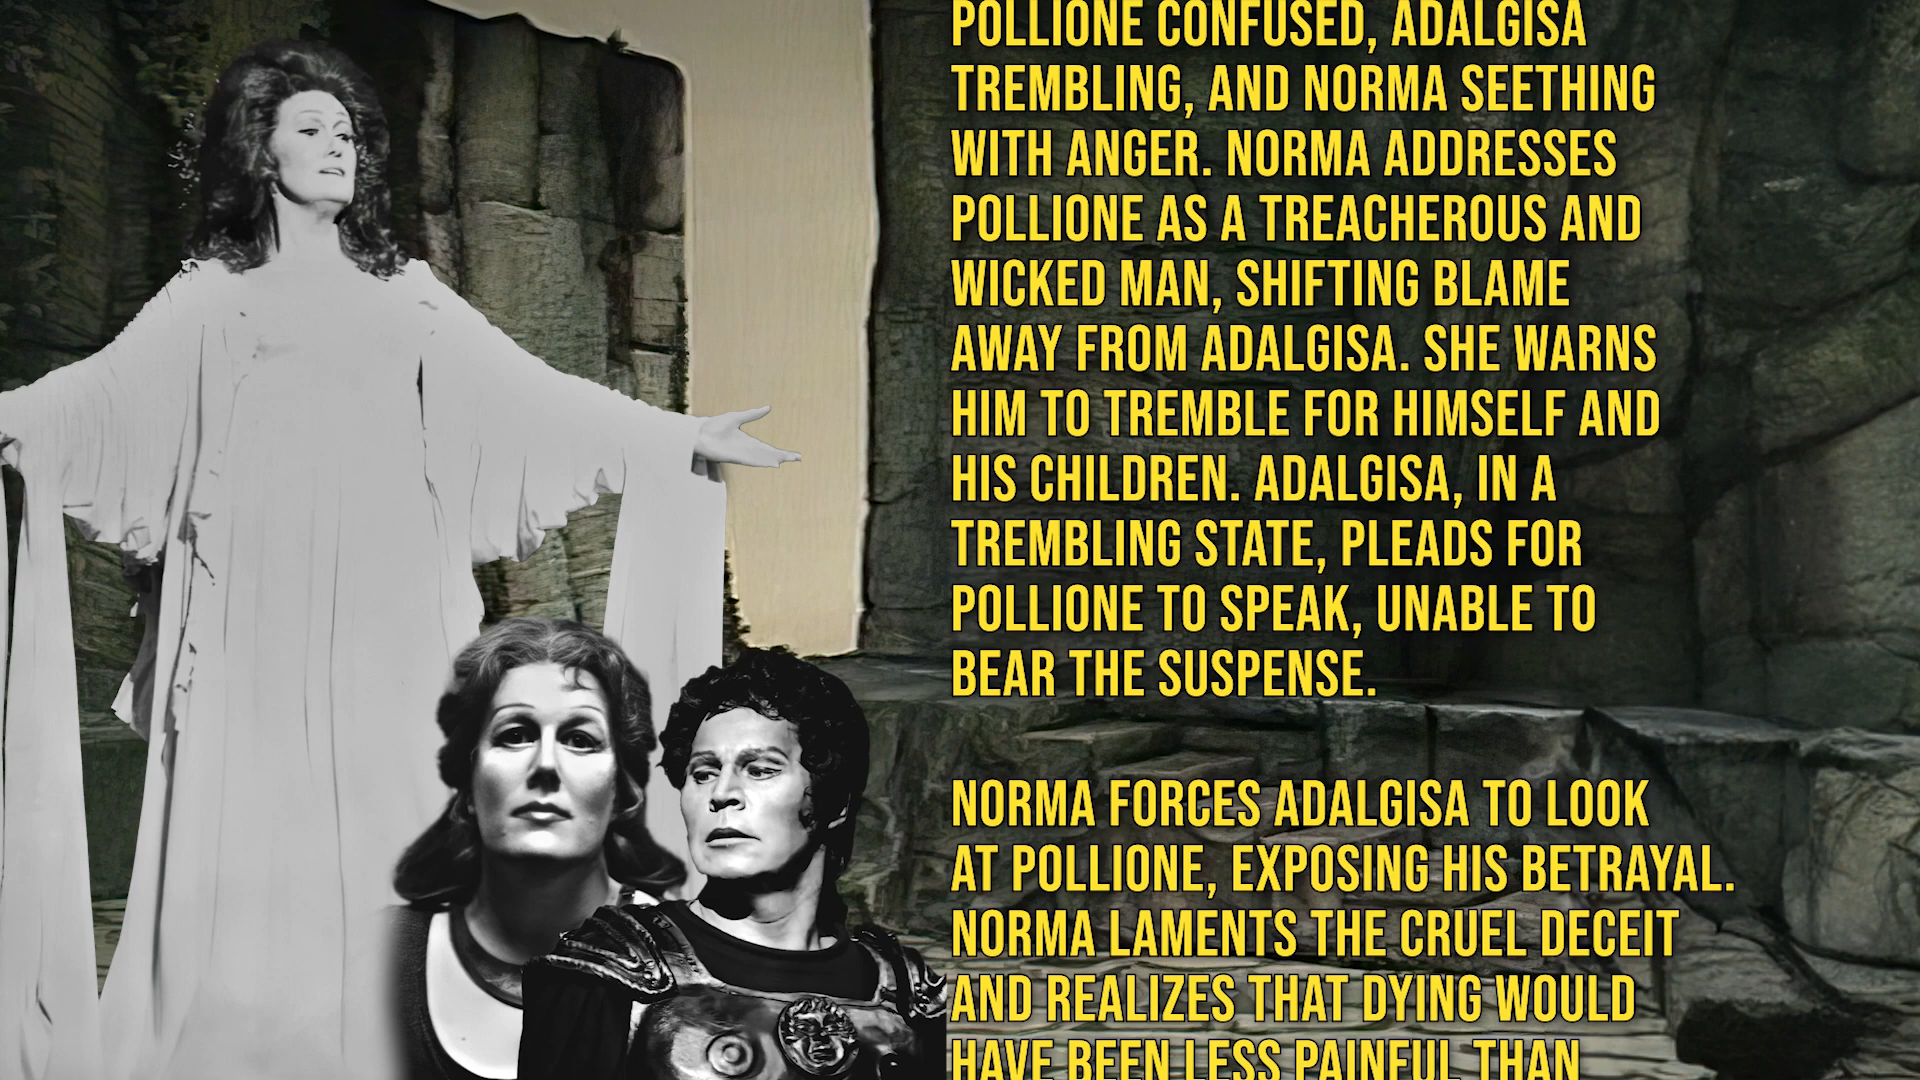 POLLIONE CONFUSED, ADALGISA
TREMBLING, AND NORMA SEETHING
WITH ANGER. NORMA ADDRESSES
POLLIONE AS A TREACHEROUS AND
WICKED MAN, SHIFTING BLAME
AWAY FROM ADALGISA. SHE WARNS
HIM TO TREMBLE FOR HIMSELF AND
HIS CHILDREN. ADALGISA, IN A
TREMBLING STATE, PLEADS FOR
POLLIONE TO SPEAK, UNABLE TO
BEAR THE SUSPENSE.
NORMA FORCES ADALGISA TO LOOK
AT POLLIONE, EXPOSING HIS BETRAYAL.
NORMA LAMENTS THE CRUEL DECEIT
AND REALIZES THAT DYING WOULD
HAVE BEEN LESS PAINFUL THAN